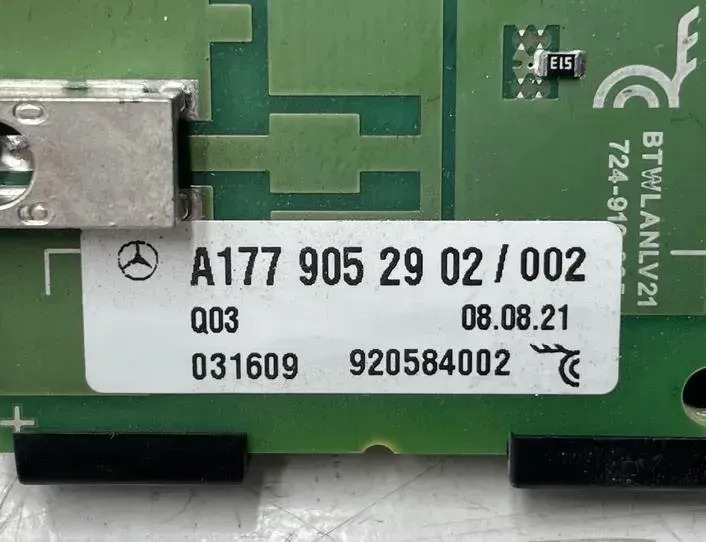 E15
BTWLANLV21
A177 905 29 02 / 002
Q03 08.08.21
031609 920584002
+